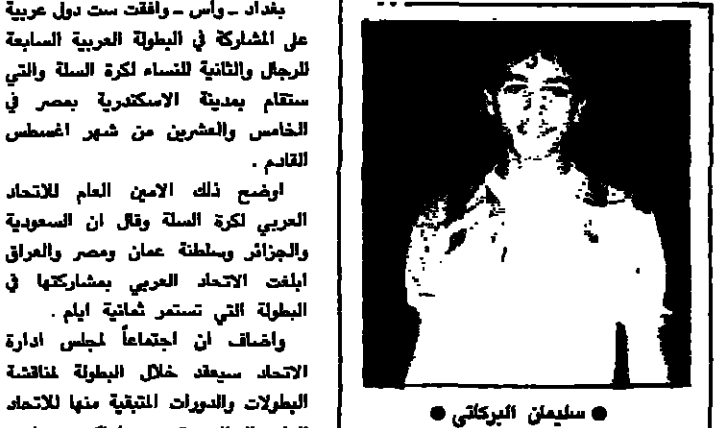 بغداد ـ واس ـ وافقت ست دول عربية
على المشاركة في البطولة العربية السابعة
للرجال والثانية للنساء لكرة السلة والتي
ستقام بمدينة الاسكندرية بمصر في
الخامس والعشرين من شهر اغسطس
القادم .
اوضح ذلك الامين العام للاتحاد
العربي لكرة السلة وقال ان السعودية
والجزائر وسلطنة عمان ومصر والعراق
ابلغت الاتحاد العربي بمشاركتها في
البطولة التي تستمر ثمانية ايام .
واضاف ان اجتماعاً لمجلس ادارة
الاتحاد سيعقد خلال البطولة لمناقشة
البطولات والدورات المتبقية منها للاتحاد
● سليمان البركاتي ●